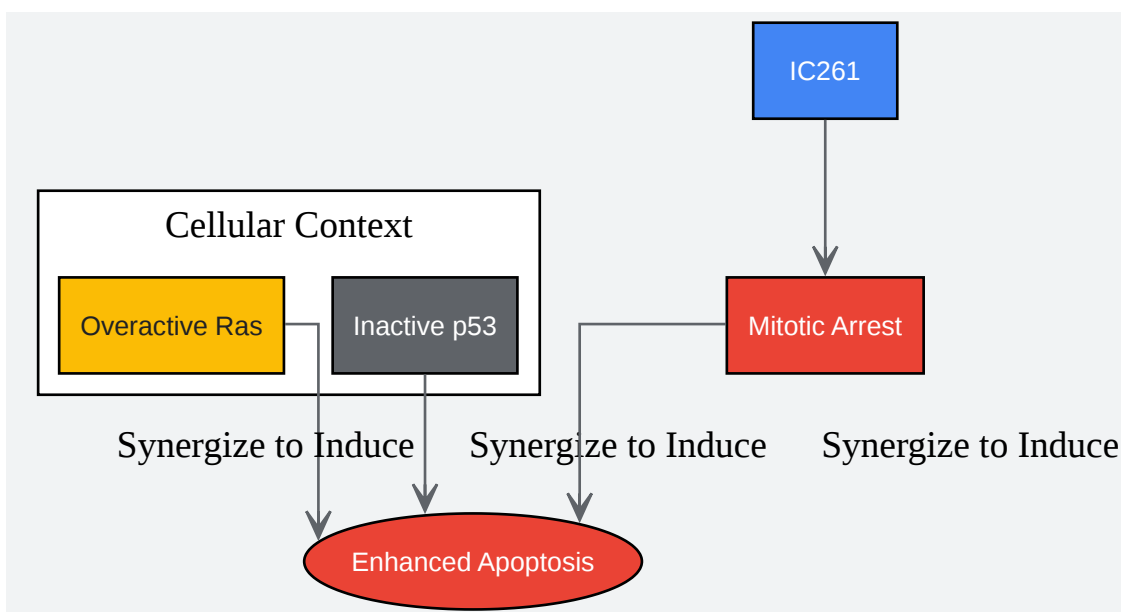 IC261
Cellular Context
Overactive Ras
Inactive p53
Mitotic Arrest
Synergize to Induce
Synergize to Induce
Synergize to Induce
Enhanced Apoptosis